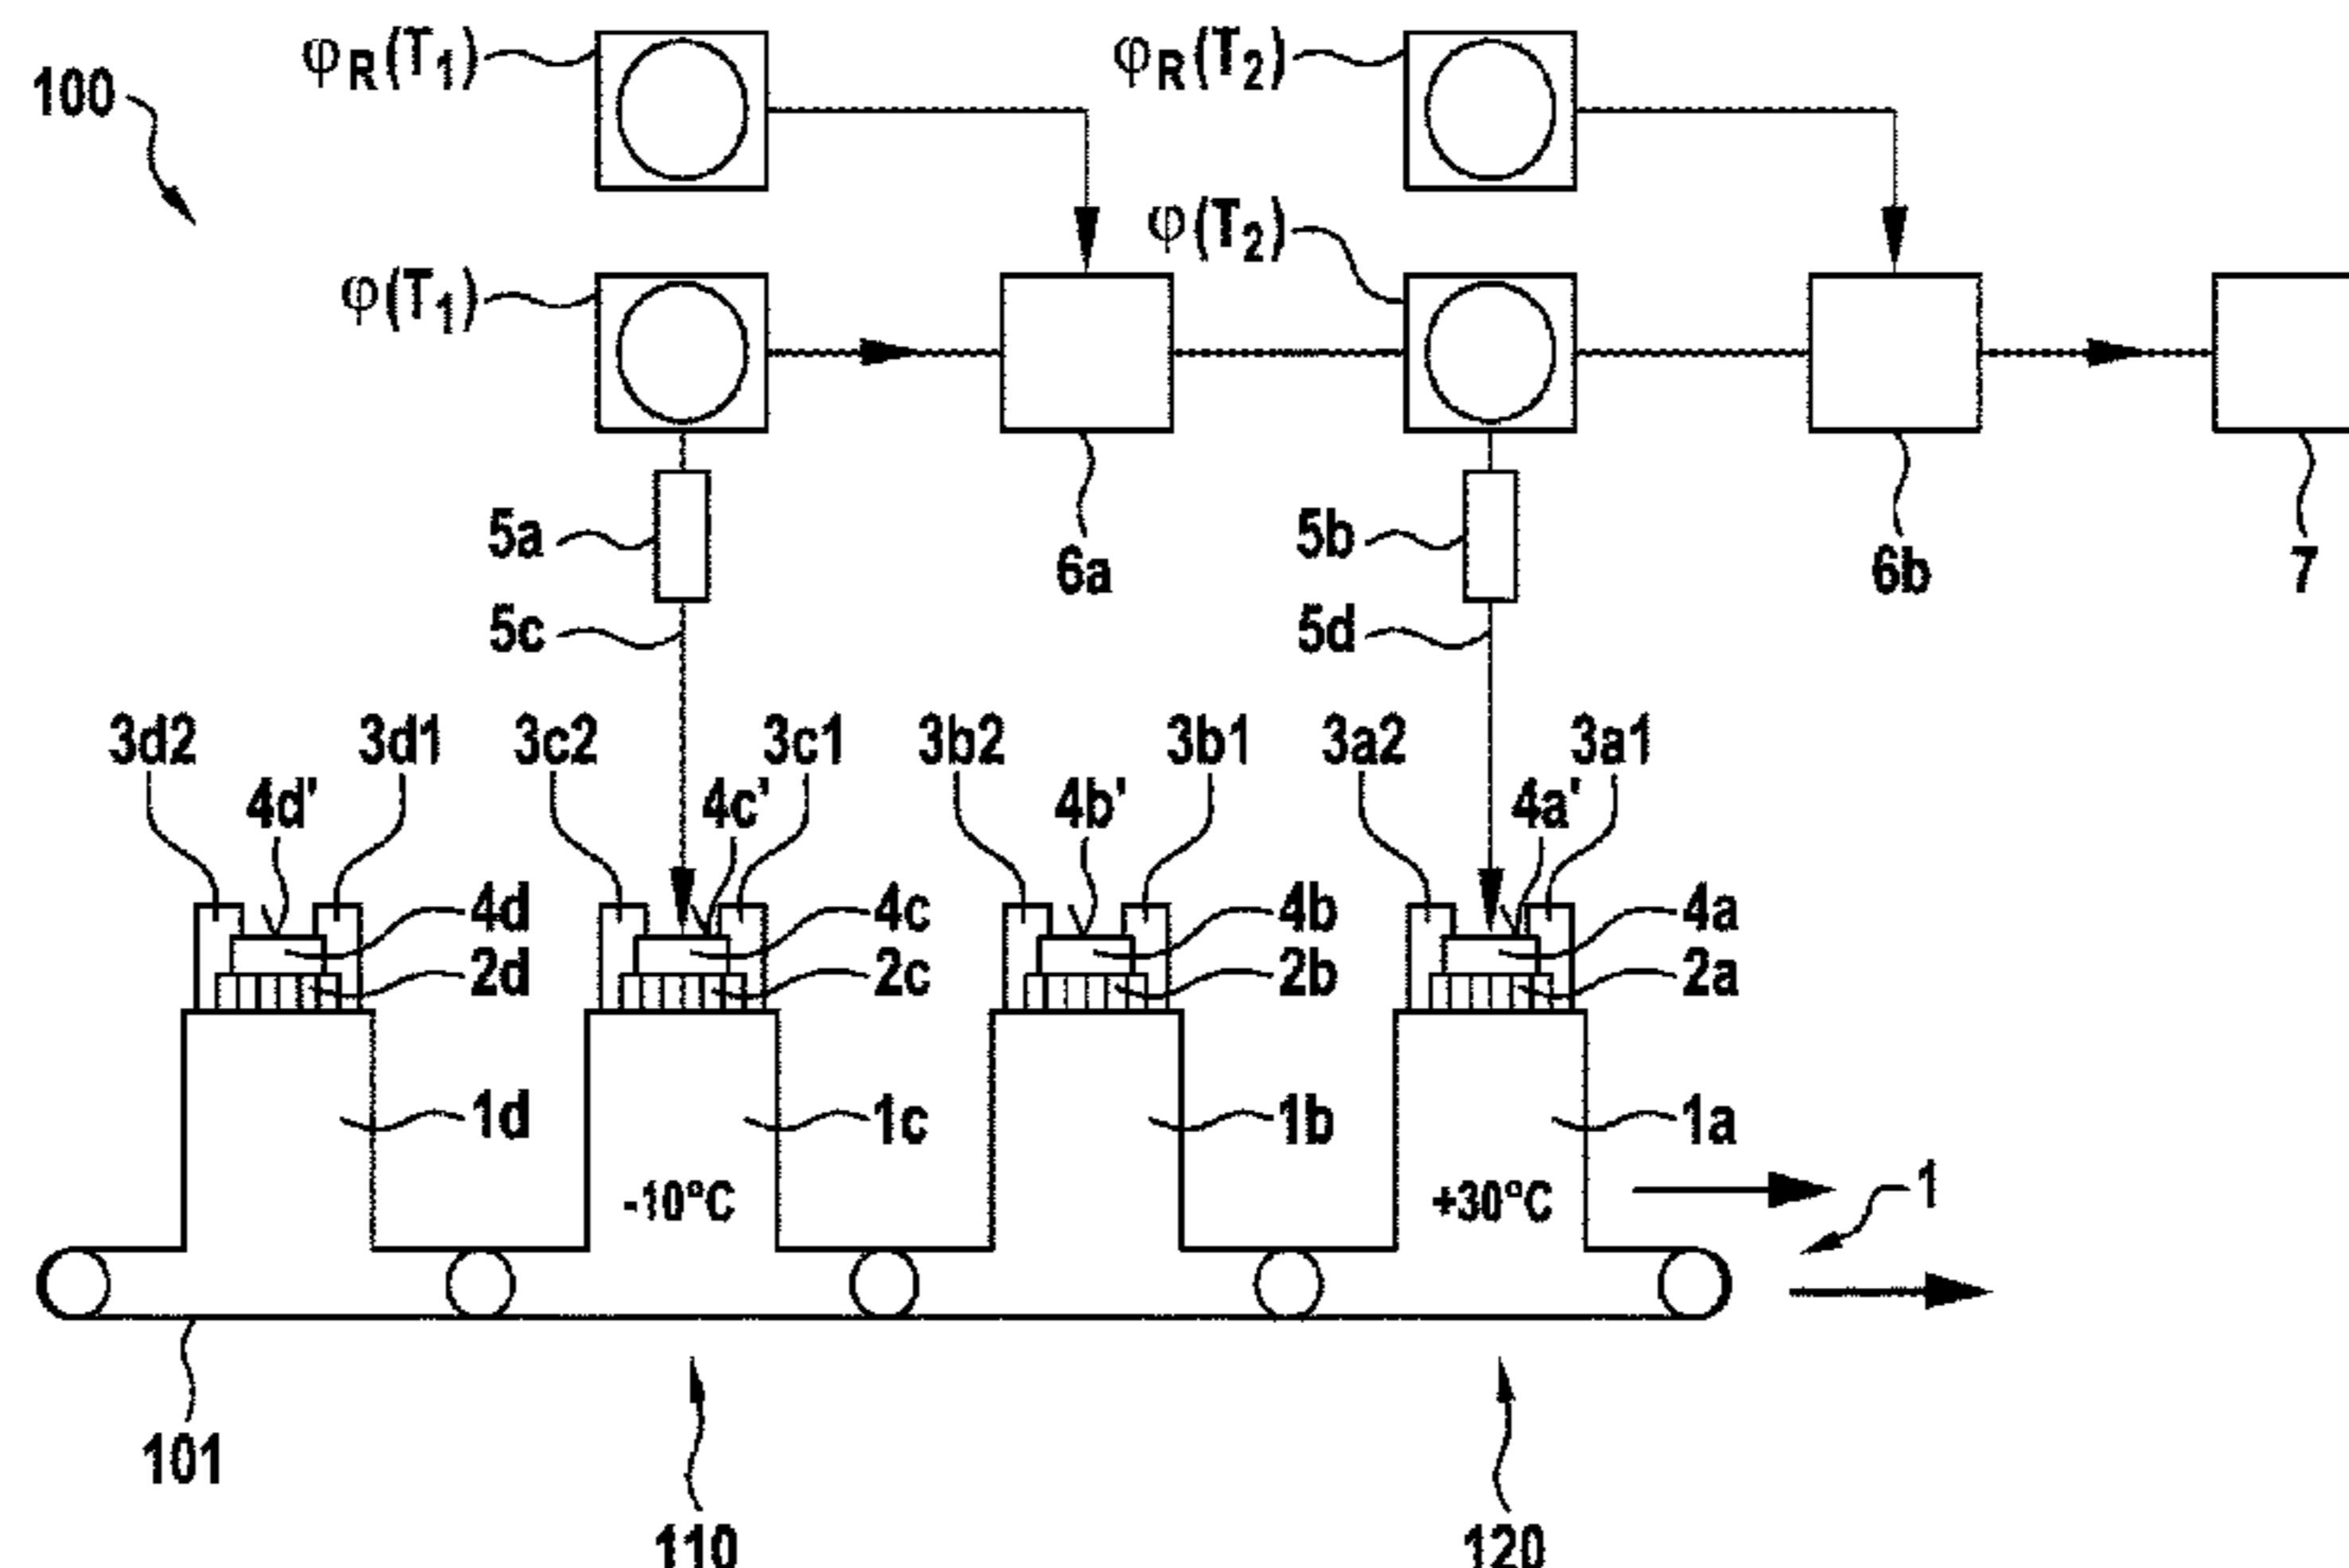 φR(T1)
φR(T2)
100
φ(T2)
φ(T1)
5a
5b
6a
6b
7
5c
5d
3d2
3d1
3c2
3c1
3b2
3b1
3a2
3a1
4d'
4c'
4b'
4a'
4d
4c
4b
4a
2d
2c
2b
2a
1d
1c
1b
1a
-10°C
+30°C
1
101
110
120